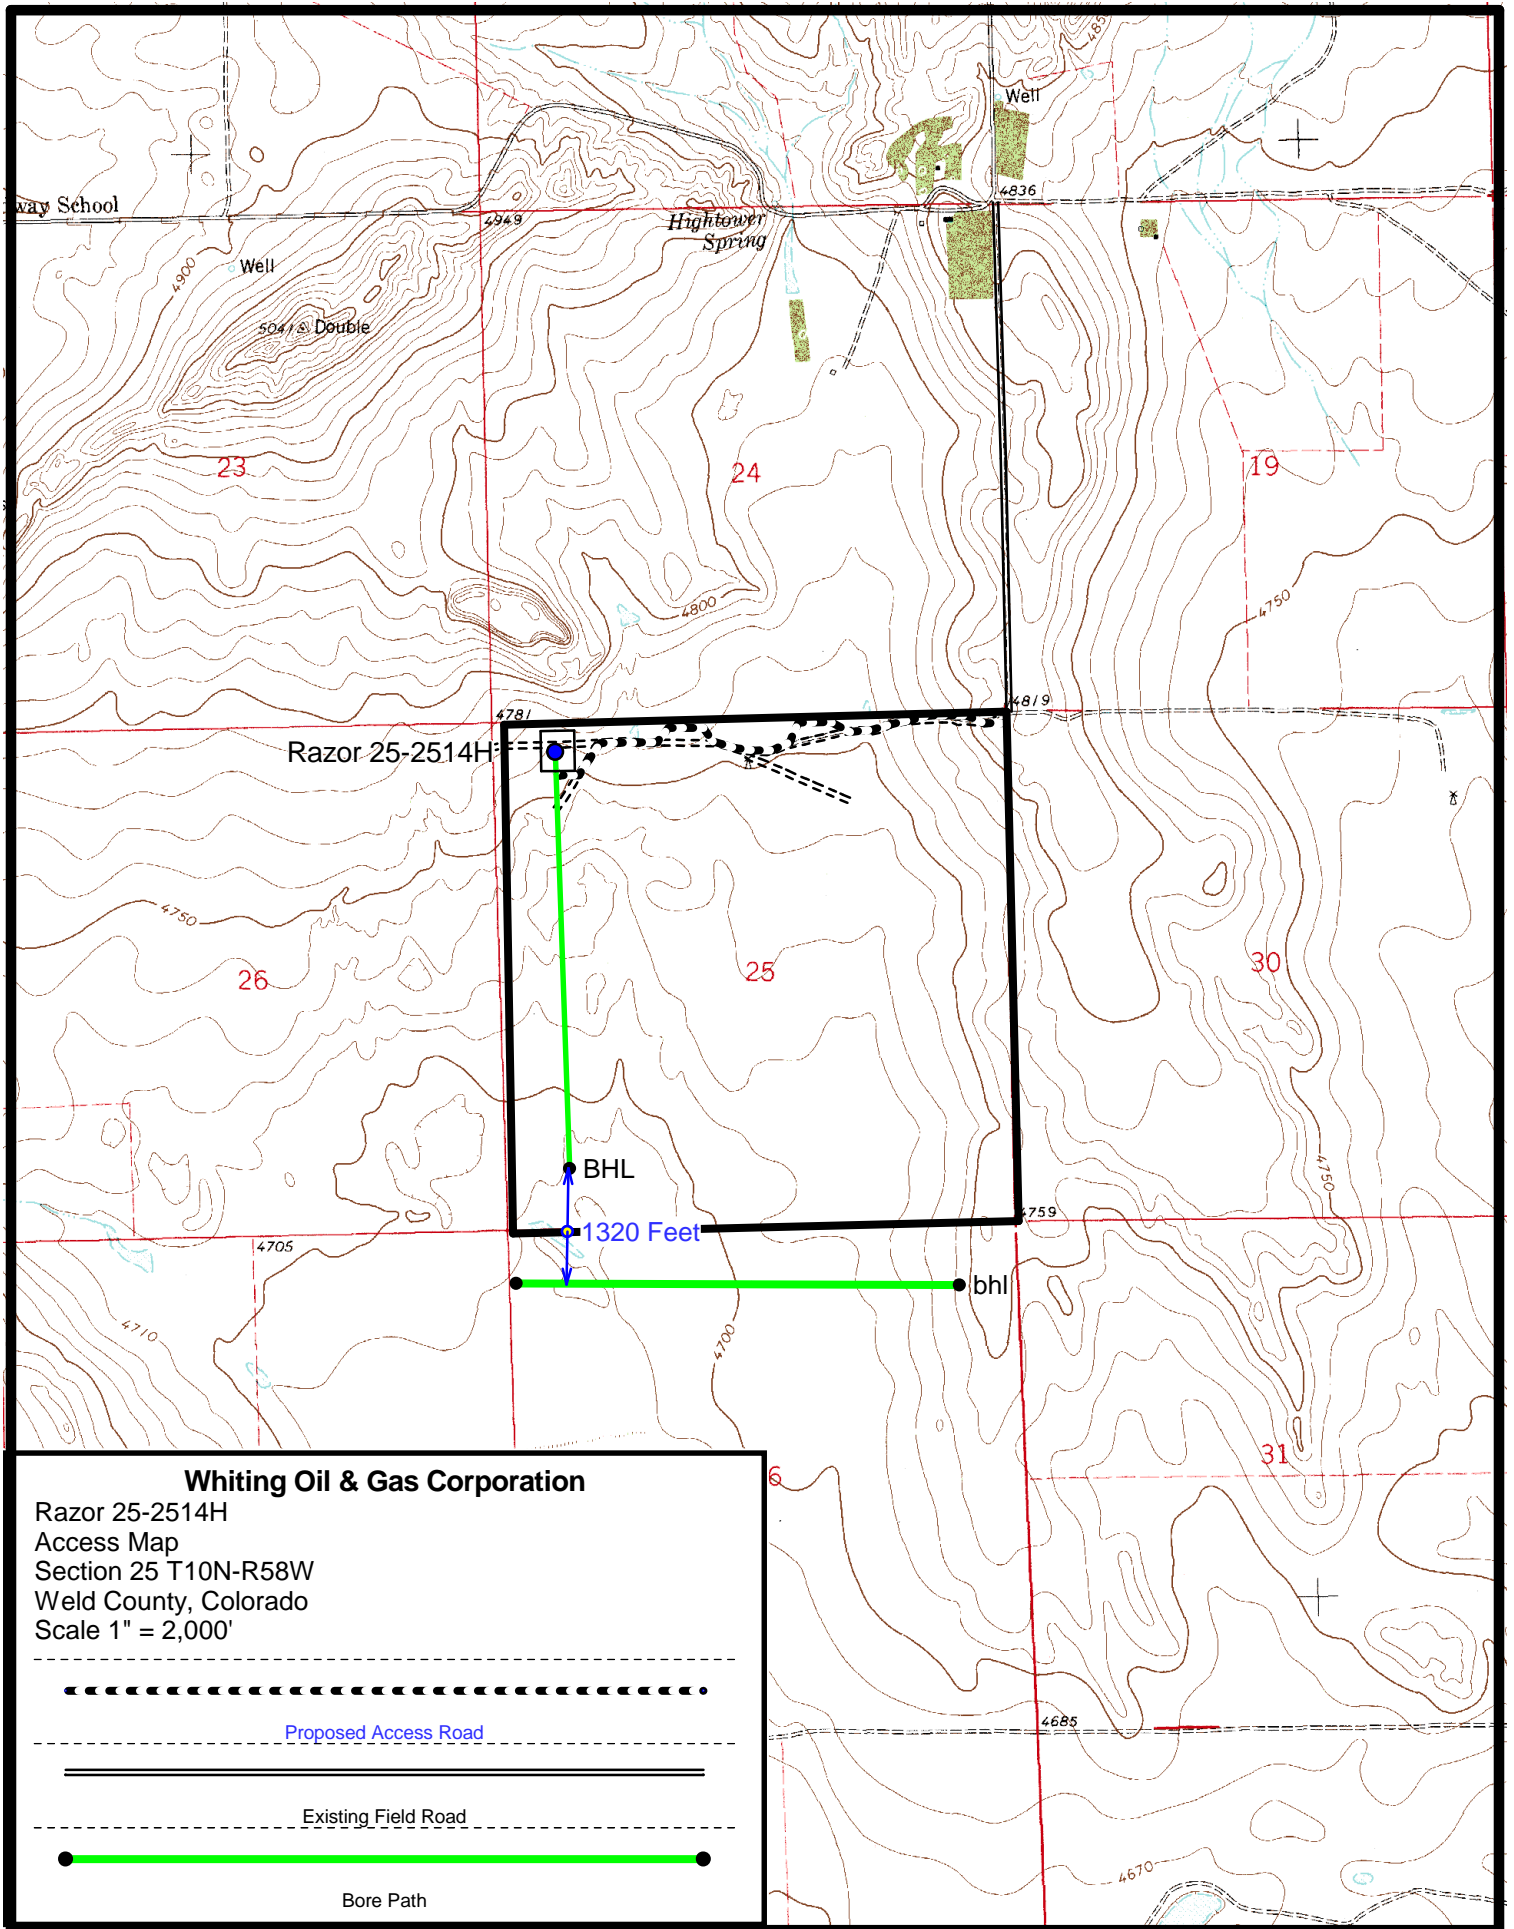 485
Well
4836
way School
4949
Hightower
Spring
4900
Well
5041 Double
23
24
19
4800
4750
4781
4819
Razor 25-2514H
4750
26
25
30
BHL
4750
1320 Feet
4759
4705
bhl
4710
4700
31
6
Whiting Oil & Gas Corporation
Razor 25-2514H
Access Map
Section 25 T10N-R58W
Weld County, Colorado
Scale 1" = 2,000'
Proposed Access Road
4685
Existing Field Road
4670
Bore Path